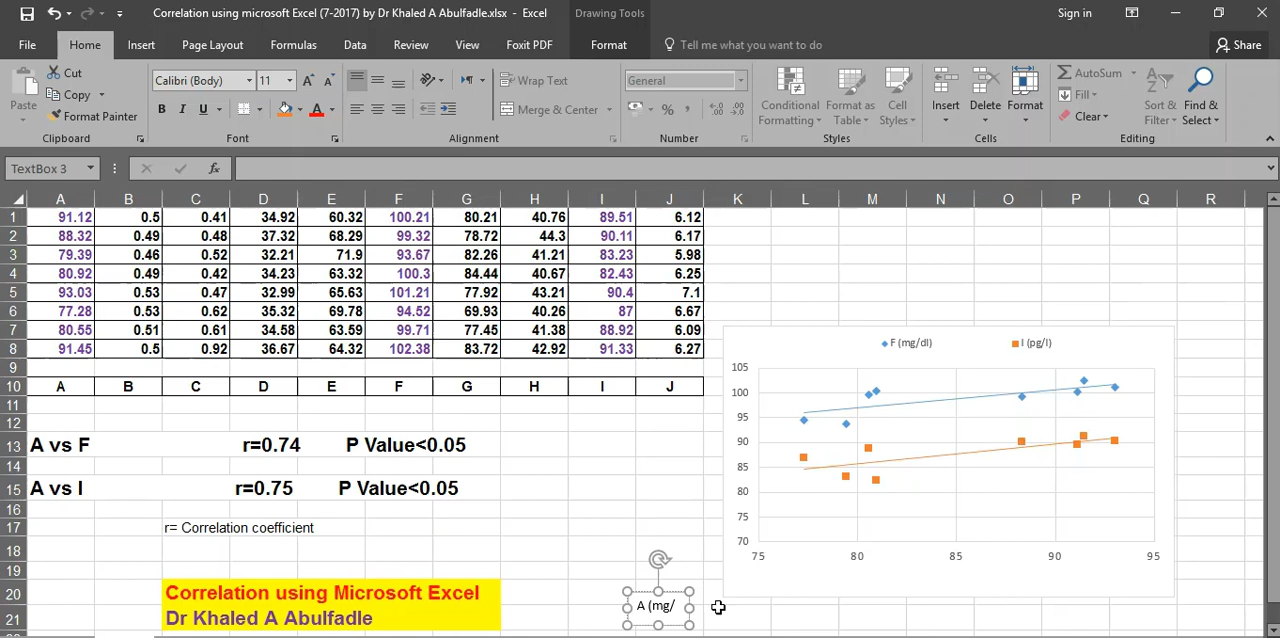 Correlation using microsoft Excel (7-2017) by Dr Khaled A Abulfadle.xlsx - Excel
Drawing Tools
Sign in
File Home Insert Page Layout Formulas Data Review View Foxit PDF Format Tell me what you want to do Share
Cut
Copy
Format Painter
Paste
Calibri (Body) 11
B I U
Wrap Text
Merge & Center
General
Conditional Formatting
Format as Table
Cell Styles
Insert Delete Format
AutoSum
Fill
Clear
Sort & Filter
Find & Select
Clipboard Font Alignment Number Styles Cells Editing
TextBox 3 fx
A B C D E F G H I J K L M N O P Q R
1 91.12 0.5 0.41 34.92 60.32 100.21 80.21 40.76 89.51 6.12
2 88.32 0.49 0.48 37.32 68.29 99.32 78.72 44.3 90.11 6.17
3 79.39 0.46 0.52 32.21 71.9 93.67 82.26 41.21 83.23 5.98
4 80.92 0.49 0.42 34.23 63.32 100.3 84.44 40.67 82.43 6.25
5 93.03 0.53 0.47 32.99 65.63 101.21 77.92 43.21 90.4 7.1
6 77.28 0.53 0.62 35.32 69.78 94.52 69.93 40.26 87 6.67
7 80.55 0.51 0.61 34.58 63.59 99.71 77.45 41.38 88.92 6.09
8 91.45 0.5 0.92 36.67 64.32 102.38 83.72 42.92 91.33 6.27
9
10 A B C D E F G H I J
11
12
13 A vs F r=0.74 P Value<0.05
14
15 A vs I r=0.75 P Value<0.05
16
17 r= Correlation coefficient
18
19
20 Correlation using Microsoft Excel
21 Dr Khaled A Abulfadle
A (mg/
F (mg/dl) I (pg/l)
105
100
95
90
85
80
75
70
75 80 85 90 95